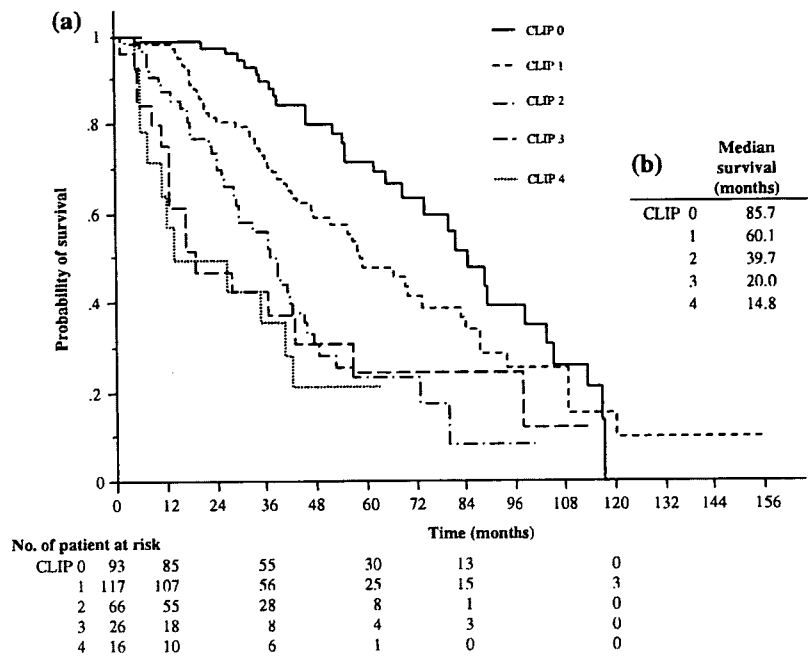 (a)
CLIP 0
CLIP 1
CLIP 2
CLIP 3
CLIP 4
1
.8
.6
.4
.2
0
Probability of survival
0 12 24 36 48 60 72 84 96 108 120 132 144 156
Time (months)
(b)
Median
survival
(months)
CLIP 0 85.7
1 60.1
2 39.7
3 20.0
4 14.8
No. of patient at risk
CLIP 0 93 85 55 30 13 0
1 117 107 56 25 15 3
2 66 55 28 8 1 0
3 26 18 8 4 3 0
4 16 10 6 1 0 0